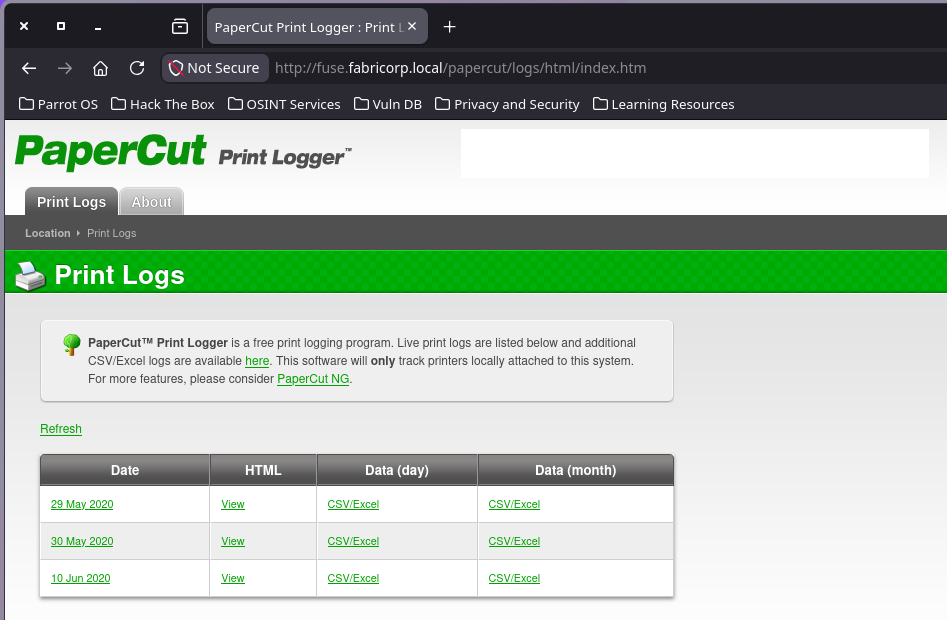 PaperCut Print Logger : Print L
Not Secure http://fuse.fabricorp.local/papercut/logs/html/index.htm
Parrot OS Hack The Box OSINT Services Vuln DB Privacy and Security Learning Resources
PaperCut Print Logger™
Print Logs About
Location Print Logs
Print Logs
PaperCut™ Print Logger is a free print logging program. Live print logs are listed below and additional
CSV/Excel logs are available here. This software will only track printers locally attached to this system.
For more features, please consider PaperCut NG.
Refresh
Date HTML Data (day) Data (month)
29 May 2020 View CSV/Excel CSV/Excel
30 May 2020 View CSV/Excel CSV/Excel
10 Jun 2020 View CSV/Excel CSV/Excel